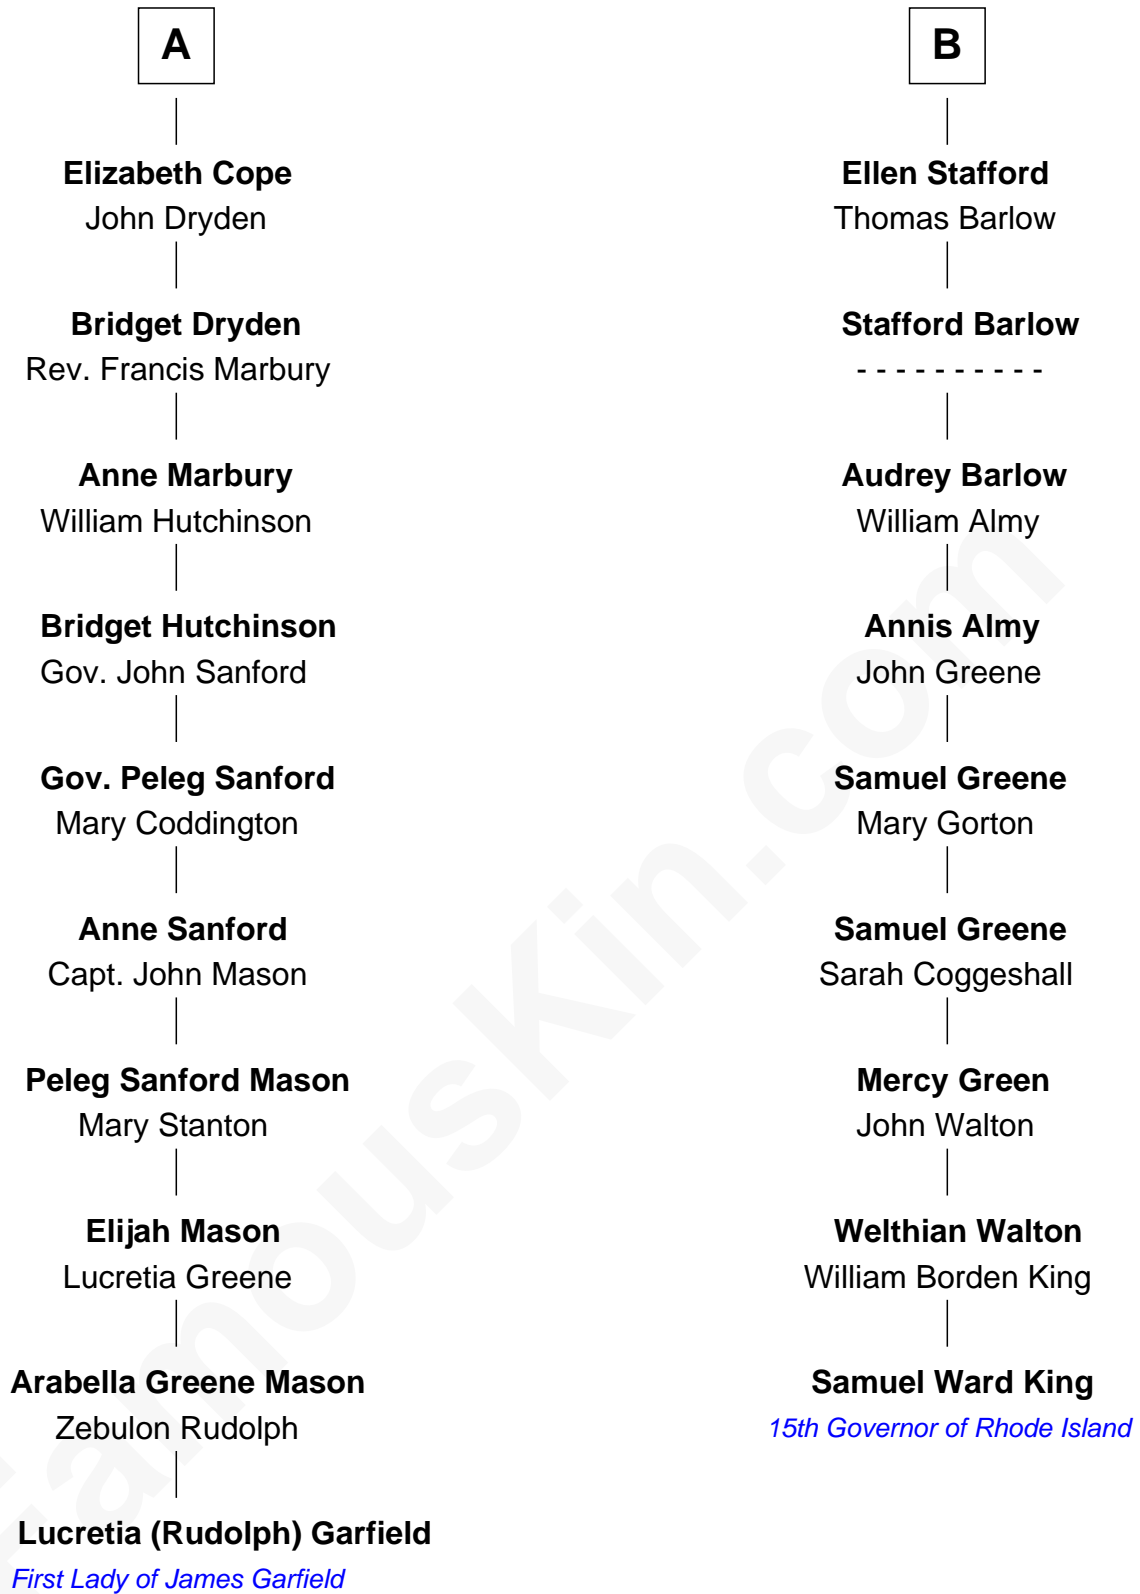 A
Elizabeth Cope
John Dryden
Bridget Dryden
Rev. Francis Marbury
Anne Marbury
William Hutchinson
Bridget Hutchinson
Gov. John Sanford
Gov. Peleg Sanford
Mary Coddington
Anne Sanford
Capt. John Mason
Peleg Sanford Mason
Mary Stanton
Elijah Mason
Lucretia Greene
Arabella Greene Mason
Zebulon Rudolph
Lucretia (Rudolph) Garfield
First Lady of James Garfield
B
Ellen Stafford
Thomas Barlow
Stafford Barlow
- - - - - - - - - -
Audrey Barlow
William Almy
Annis Almy
John Greene
Samuel Greene
Mary Gorton
Samuel Greene
Sarah Coggeshall
Mercy Green
John Walton
Welthian Walton
William Borden King
Samuel Ward King
15th Governor of Rhode Island
FamousKin.com